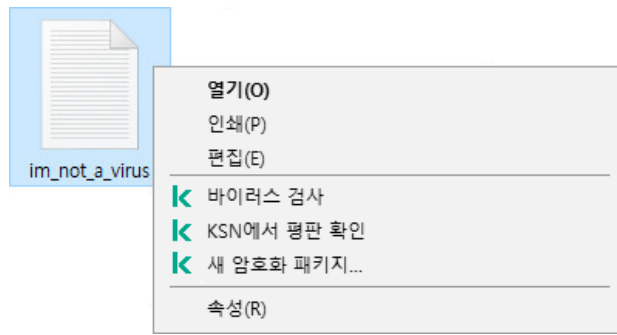 im_not_a_virus
열기(O)
인쇄(P)
편집(E)
바이러스 검사
KSN에서 평판 확인
새 암호화 패키지...
속성(R)